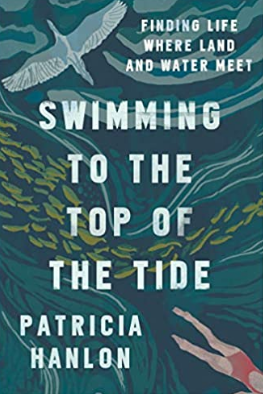 FINDING LIFE
WHERE LAND
AND WATER MEET
SWIMMING
TO THE
TOP OF
THE TIDE
PATRICIA
HANLON